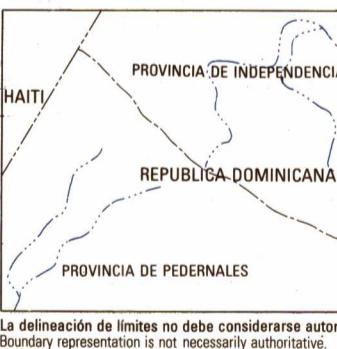 PROVINCIA DE INDEPENDENCIA
HAITI
REPUBLICA DOMINICANA
PROVINCIA DE PEDERNALES
La delineación de límites no debe considerarse
Boundary representation is not necessarily authoritative.